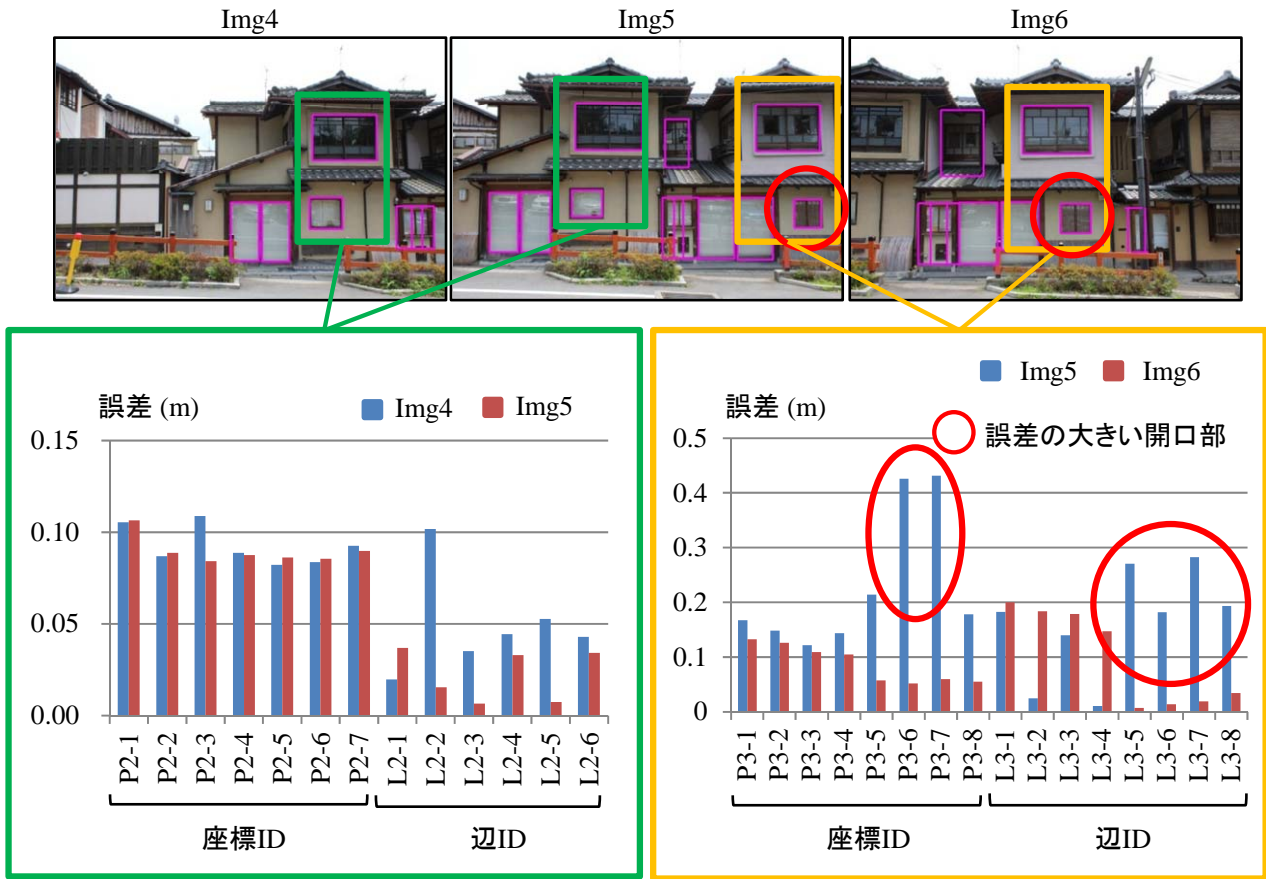 Img4
Img5
Img6
誤差 (m)
Img4
Img5
0.15
0.10
0.05
0.00
P2-1
P2-2
P2-3
P2-4
P2-5
P2-6
P2-7
L2-1
L2-2
L2-3
L2-4
L2-5
L2-6
座標ID
辺ID
Img5
Img6
誤差 (m)
誤差の大きい開口部
0.5
0.4
0.3
0.2
0.1
0
P3-1
P3-2
P3-3
P3-4
P3-5
P3-6
P3-7
P3-8
L3-1
L3-2
L3-3
L3-4
L3-5
L3-6
L3-7
L3-8
座標ID
辺ID